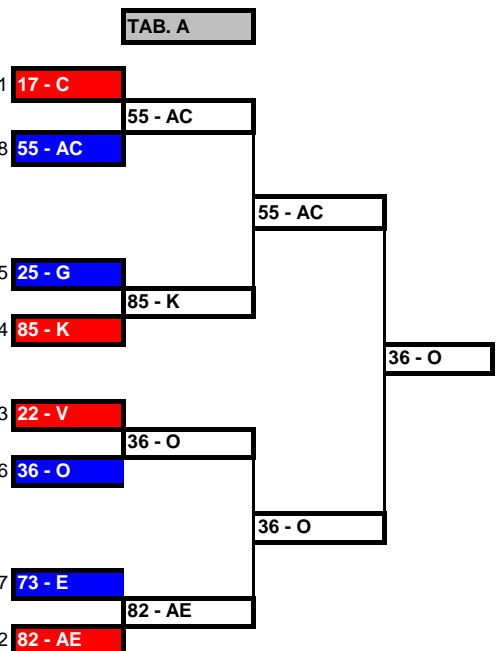 TAB. A
1 17 - C
55 - AC
8 55 - AC
55 - AC
5 25 - G
85 - K
4 85 - K
36 - O
3 22 - V
36 - O
6 36 - O
36 - O
7 73 - E
82 - AE
2 82 - AE